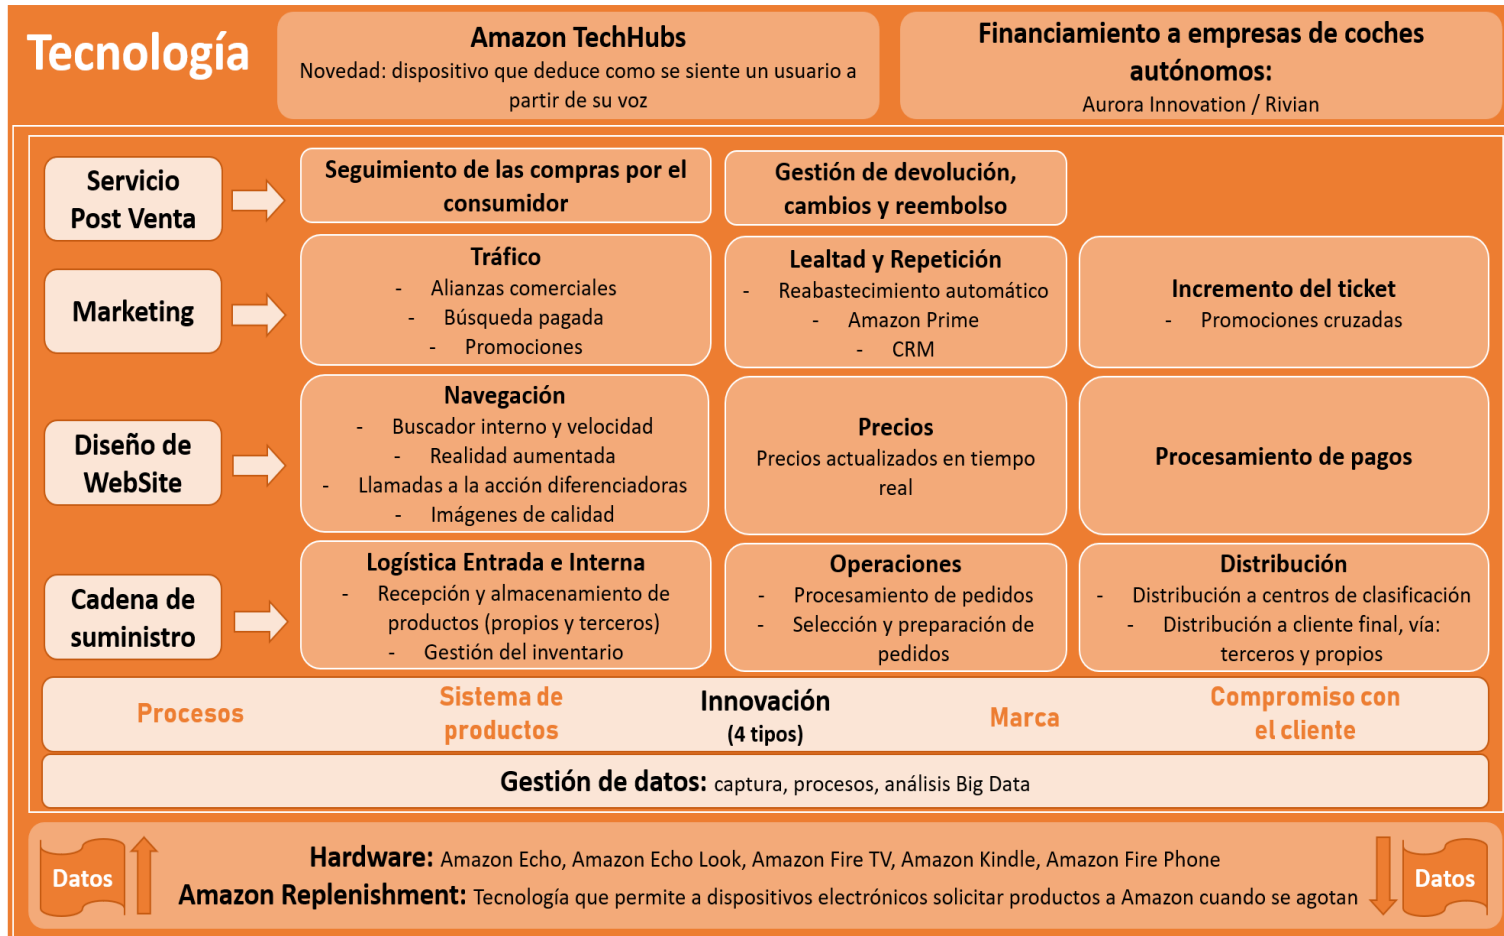 Tecnología
Amazon TechHubs
Novedad: dispositivo que deduce como se siente un usuario a
partir de su voz
Financiamiento a empresas de coches
autónomos:
Aurora Innovation / Rivian
Servicio
Post Venta
Seguimiento de las compras por el
consumidor
Gestión de devolución,
cambios y reembolso
Marketing
Tráfico
- Alianzas comerciales
- Búsqueda pagada
- Promociones
Lealtad y Repetición
- Reabastecimiento automático
- Amazon Prime
- CRM
Incremento del ticket
- Promociones cruzadas
Diseño de
WebSite
Navegación
- Buscador interno y velocidad
- Realidad aumentada
- Llamadas a la acción diferenciadoras
- Imágenes de calidad
Precios
Precios actualizados en tiempo
real
Procesamiento de pagos
Cadena de
suministro
Logística Entrada e Interna
- Recepción y almacenamiento de
productos (propios y terceros)
- Gestión del inventario
Operaciones
- Procesamiento de pedidos
- Selección y preparación de
pedidos
Distribución
- Distribución a centros de clasificación
- Distribución a cliente final, vía:
terceros y propios
Procesos
Sistema de
productos
Innovación
(4 tipos)
Marca
Compromiso con
el cliente
Gestión de datos: captura, procesos, análisis Big Data
Datos
Hardware: Amazon Echo, Amazon Echo Look, Amazon Fire TV, Amazon Kindle, Amazon Fire Phone
Amazon Replenishment: Tecnología que permite a dispositivos electrónicos solicitar productos a Amazon cuando se agotan
Datos